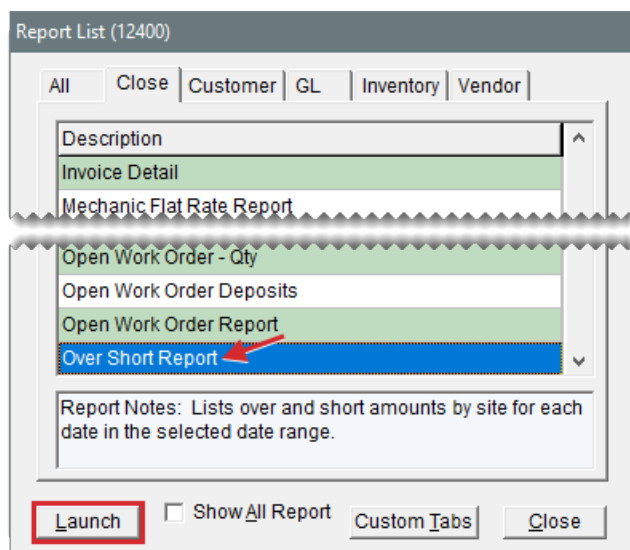 Report List (12400)
All Close Customer GL Inventory Vendor
Description
Invoice Detail
Mechanic Flat Rate Report
Open Work Order - Qty
Open Work Order Deposits
Open Work Order Report
Over Short Report
Report Notes: Lists over and short amounts by site for each
date in the selected date range.
Launch Show All Report Custom Tabs Close